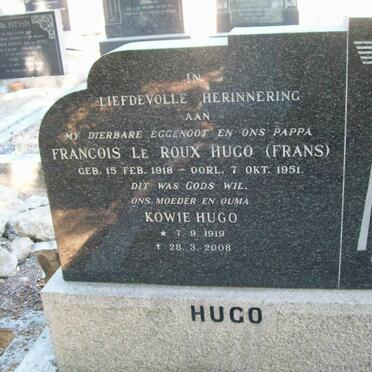 IN
LIEFDEVOLLE HERINNERING
AAN
MY DIERBARE EGGENOOT EN ONS PAPPA
FRANCOIS LE ROUX HUGO (FRANS)
GEB. 15 FEB. 1918 – OORL. 7 OKT. 1951.
DIT WAS GODS WIL.
ONS MOEDER EN OUMA
KOWIE HUGO
★ 7.9.1919
† 28.3.2008
HUGO